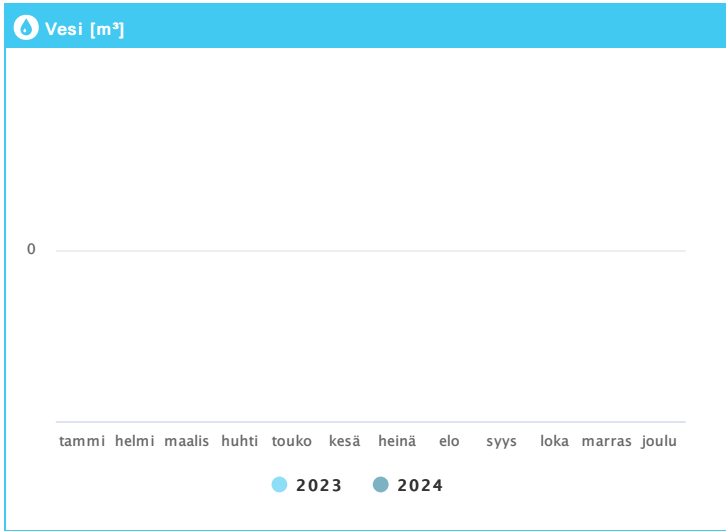 Vesi [m³]
0
tammi helmi maalis huhti touko kesä heinä elo syys loka marras joulu
2023 2024